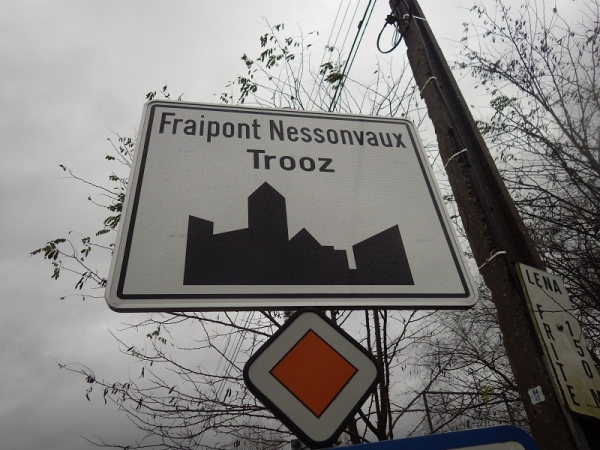 Fraipont Nessonvaux
Trooz
LENA
FRITE
150 M